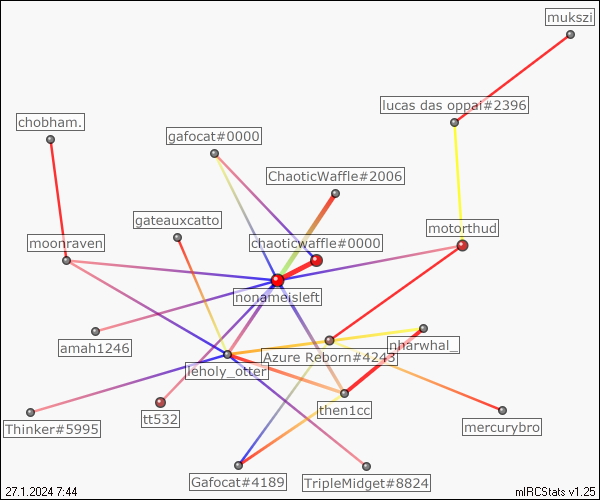 mukszi
lucas das oppai#2396
chobham.
gafocat#0000
ChaoticWaffle#2006
gateauxcatto
motorthud
moonraven
chaoticwaffle#0000
nonameisleft
amah1246
Azure Reborn#4243
nharwhal_
leholy_otter
then1cc
Thinker#5995
tt532
mercurybro
Gafocat#4189
TripleMidget#8824
27.1.2024 7:44
mIRCStats v1.25